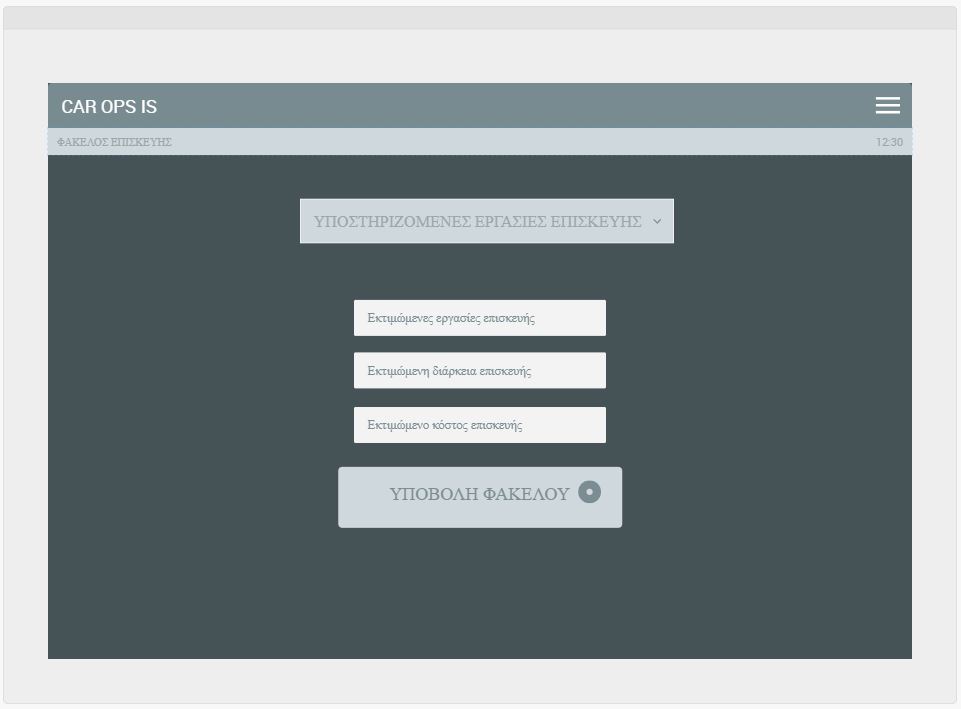 CAR OPS IS
ΦΑΚΕΛΟΣ ΕΠΙΣΚΕΥΗΣ 12:30
ΥΠΟΣΤΗΡΙΖΟΜΕΝΕΣ ΕΡΓΑΣΙΕΣ ΕΠΙΣΚΕΥΗΣ
Εκτιμώμενες εργασίες επισκευής
Εκτιμώμενη διάρκεια επισκευής
Εκτιμώμενο κόστος επισκευής
ΥΠΟΒΟΛΗ ΦΑΚΕΛΟΥ